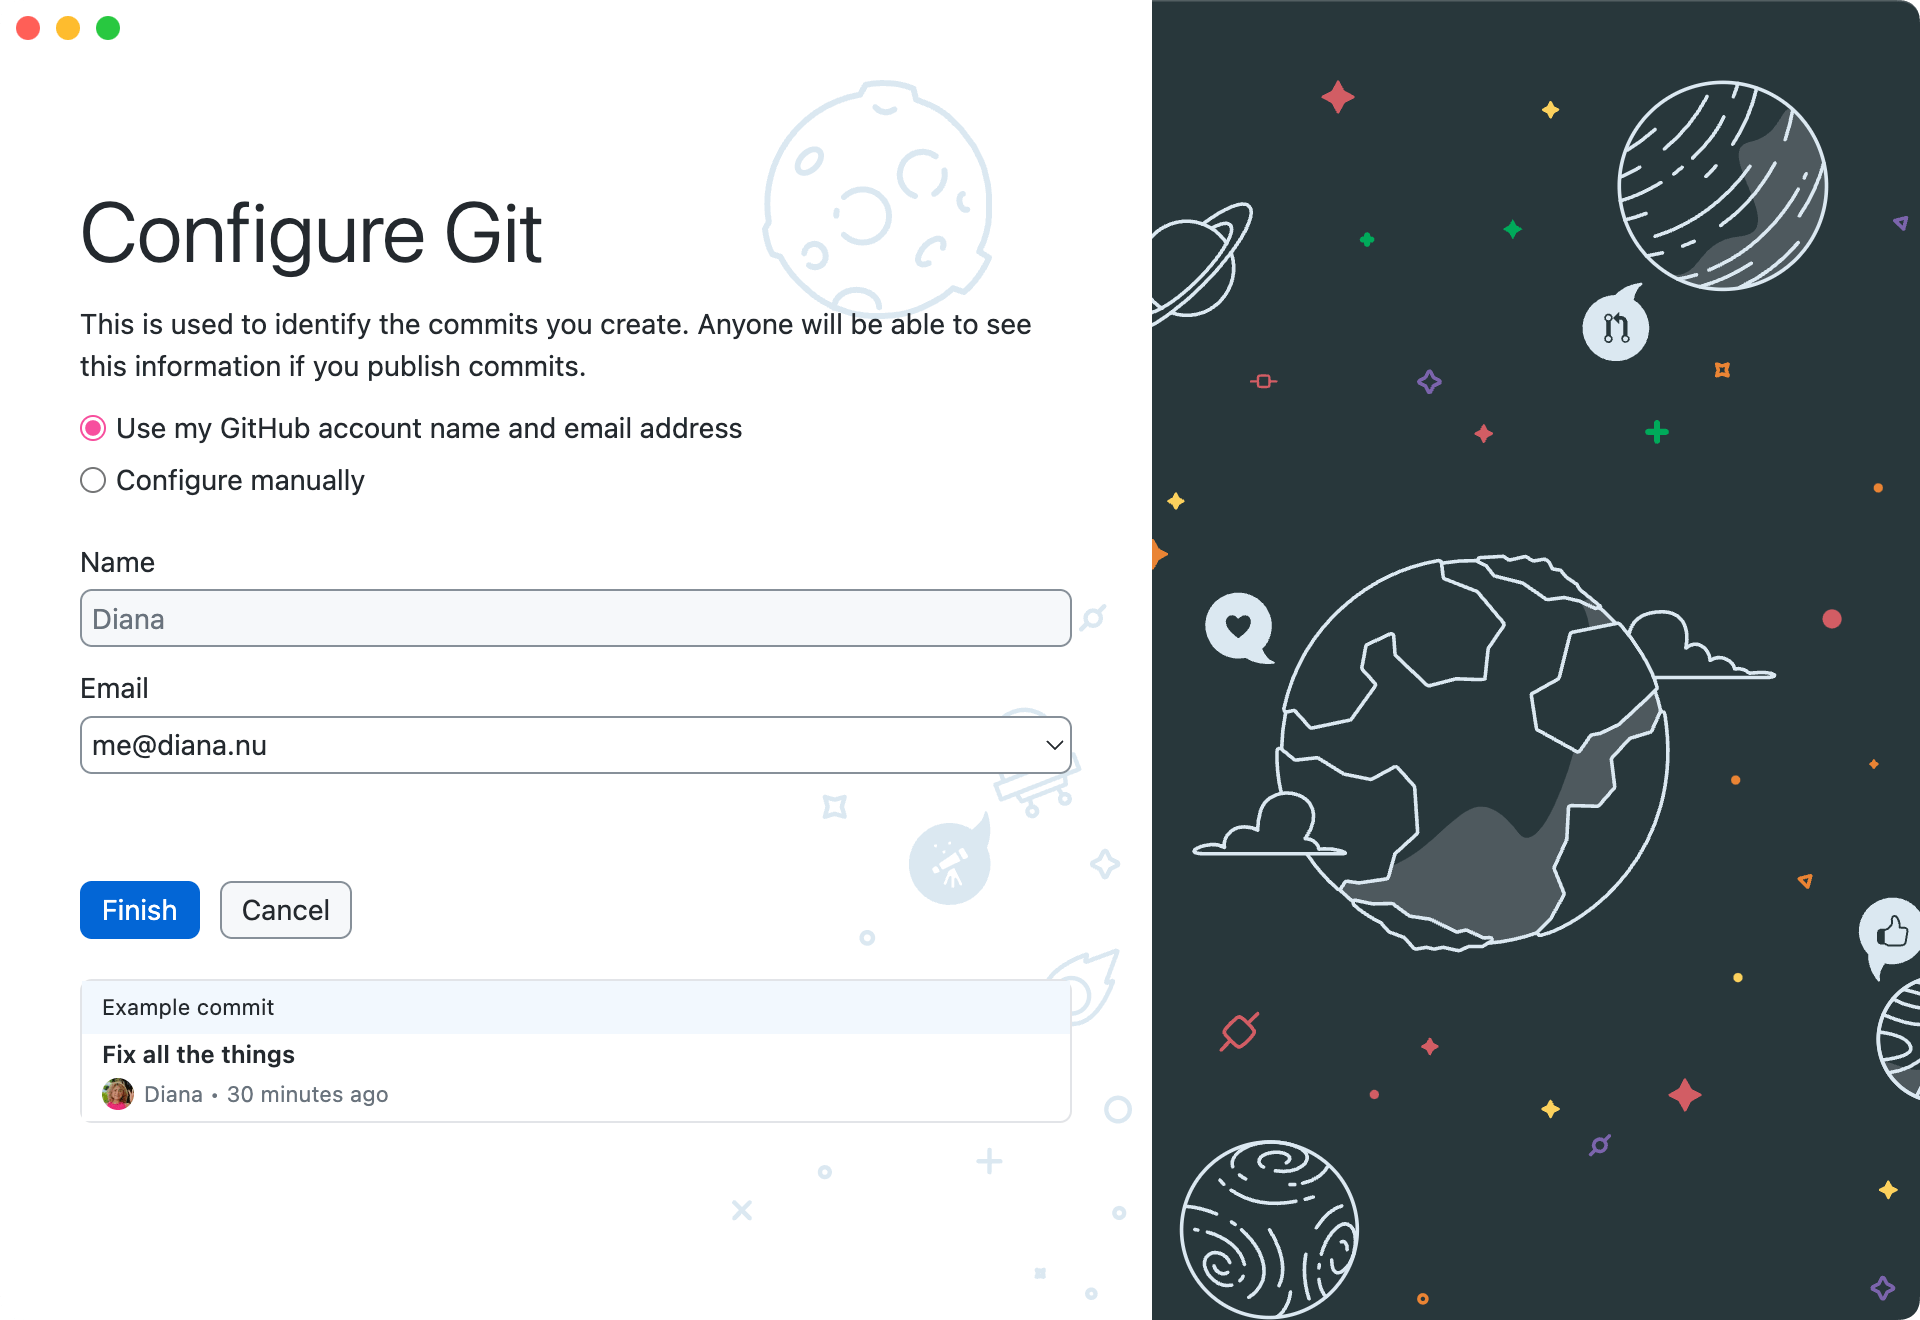 Configure Git
This is used to identify the commits you create. Anyone will be able to see
this information if you publish commits.
Use my GitHub account name and email address
Configure manually
Name
Diana
Email
me@diana.nu
Finish
Cancel
Example commit
Fix all the things
Diana • 30 minutes ago